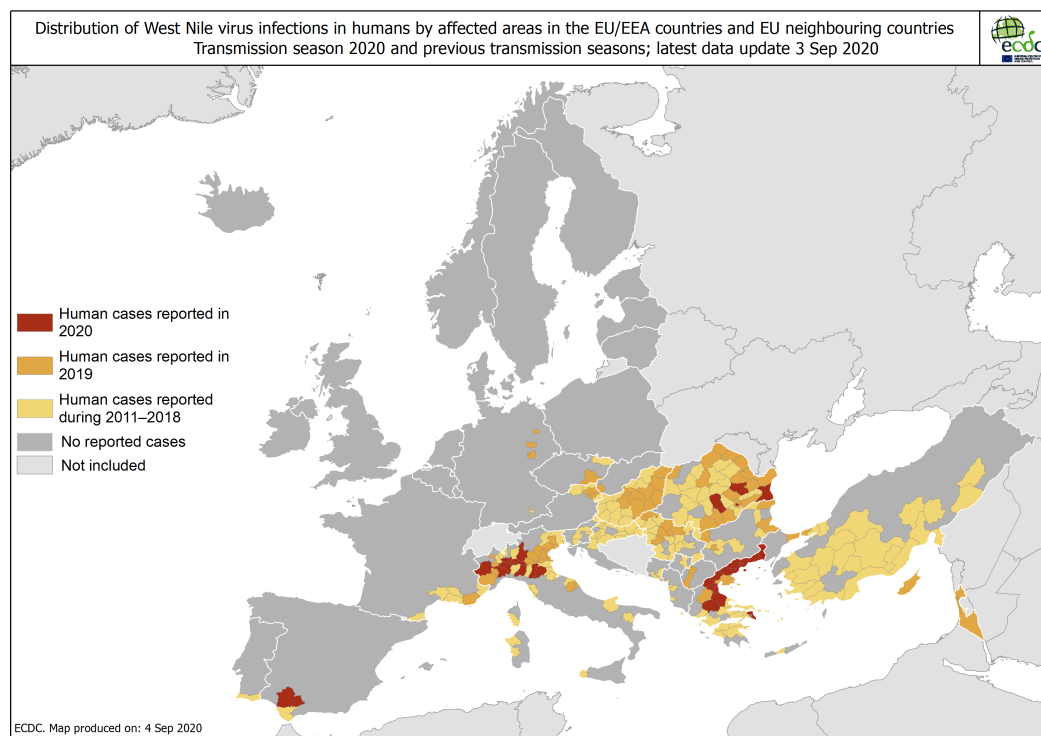 Distribution of West Nile virus infections in humans by affected areas in the EU/EEA countries and EU neighbouring countries
Transmission season 2020 and previous transmission seasons; latest data update 3 Sep 2020
ecdc
Human cases reported in
2020
Human cases reported in
2019
Human cases reported
during 2011–2018
No reported cases
Not included
ECDC. Map produced on: 4 Sep 2020